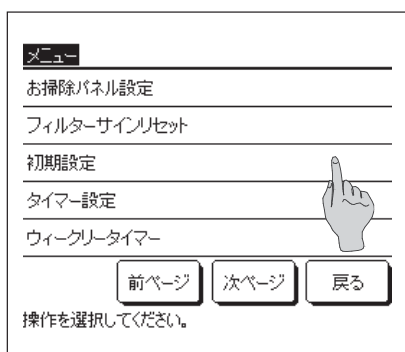 メニュー
お掃除パネル設定
フィルターサインリセット
初期設定
タイマー設定
ウィークリータイマー
前ページ 次ページ 戻る
操作を選択してください。